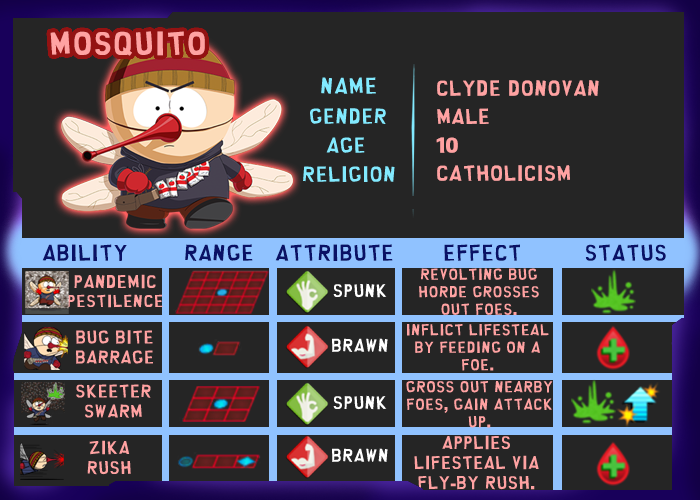 MOSQUITO
NAME CLYDE DONOVAN
GENDER MALE
AGE 10
RELIGION CATHOLICISM
ABILITY RANGE ATTRIBUTE EFFECT STATUS
PANDEMIC
PESTILENCE
SPUNK
REVOLTING BUG
HORDE GROSSES
OUT FOES.
BUG BITE
BARRAGE
BRAWN
INFLICT LIFESTEAL
BY FEEDING ON A
FOE.
SKEETER
SWARM
SPUNK
GROSS OUT NEARBY
FOES, GAIN ATTACK
UP.
ZIKA
RUSH
BRAWN
APPLIES
LIFESTEAL VIA
FLY-BY RUSH.